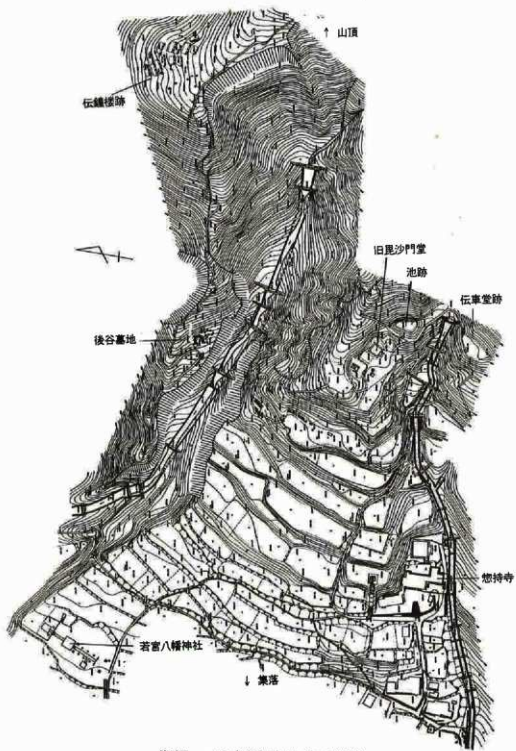 ↑ 山頂
伝鐘楼跡
旧毘沙門堂
池跡
伝車堂跡
後谷墓地
惣持寺
若宮八幡神社
↓ 集落